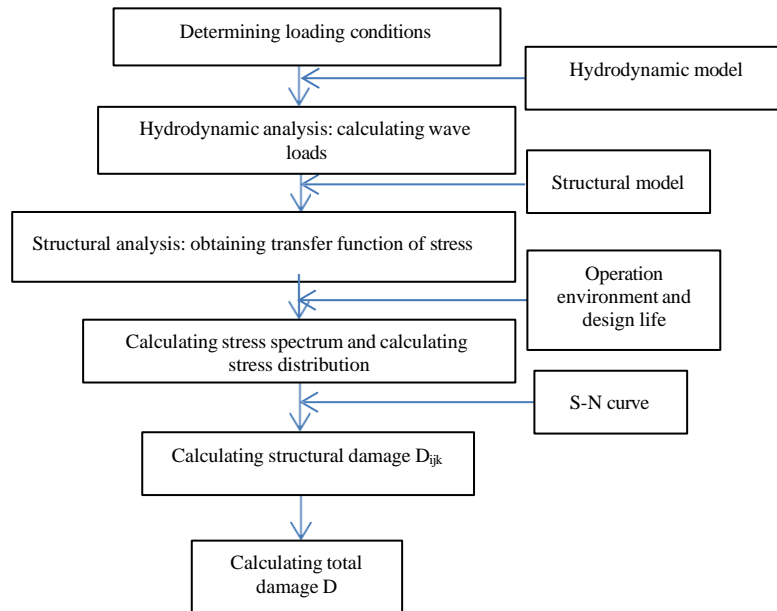 Determining loading conditions
Hydrodynamic model
Hydrodynamic analysis: calculating wave
loads
Structural model
Structural analysis: obtaining transfer function of stress
Operation
environment and
design life
Calculating stress spectrum and calculating
stress distribution
S-N curve
Calculating structural damage Dijk
Calculating total
damage D